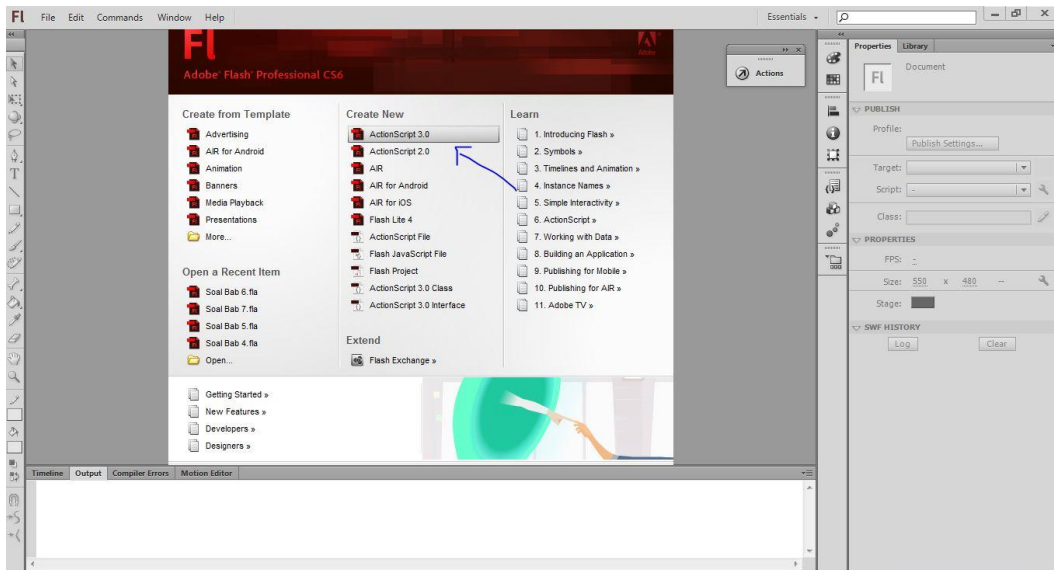 Fl File Edit Commands Window Help Essentials
Fl
Adobe
Adobe® Flash® Professional CS6
Create from Template
Advertising
AIR for Android
Animation
Banners
Media Playback
Presentations
More...
Open a Recent Item
Soal Bab 6.fla
Soal Bab 7.fla
Soal Bab 5.fla
Soal Bab 4.fla
Open...
Create New
ActionScript 3.0
ActionScript 2.0
AIR
AIR for Android
AIR for iOS
Flash Lite 4
ActionScript File
Flash JavaScript File
Flash Project
ActionScript 3.0 Class
ActionScript 3.0 Interface
Extend
Flash Exchange »
Learn
1. Introducing Flash »
2. Symbols »
3. Timelines and Animation »
4. Instance Names »
5. Simple Interactivity »
6. ActionScript »
7. Working with Data »
8. Building an Application »
9. Publishing for Mobile »
10. Publishing for AIR »
11. Adobe TV »
Getting Started »
New Features »
Developers »
Designers »
Actions
Properties Library
Fl Document
PUBLISH
Profile:
Publish Settings...
Target:
Script: -
Class:
PROPERTIES
FPS: -
Size: 550 x 480 --
Stage:
SWF HISTORY
Log Clear
Timeline Output Compiler Errors Motion Editor